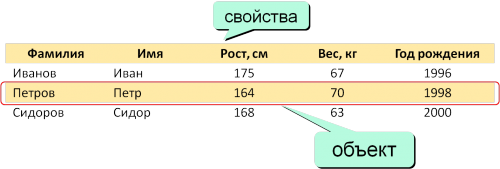 свойства
Фамилия Имя Рост, см Вес, кг Год рождения
Иванов Иван 175 67 1996
Петров Петр 164 70 1998
Сидоров Сидор 168 63 2000
объект